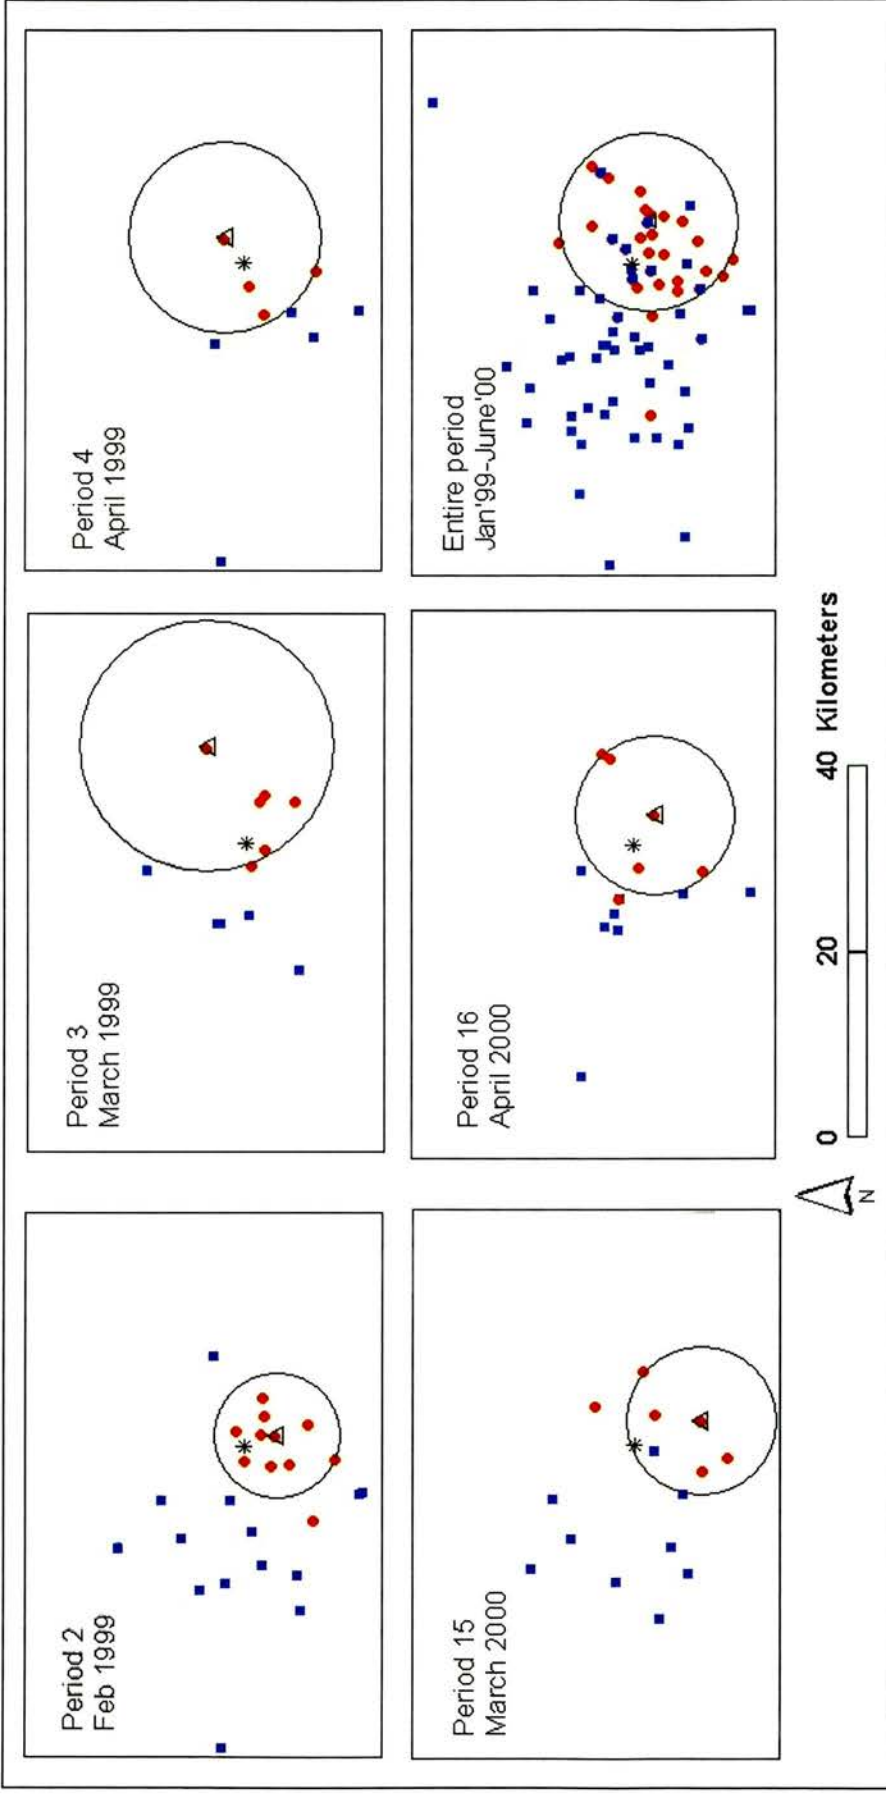 Period 2
Feb 1999
Period 3
March 1999
Period 4
April 1999
Period 15
March 2000
Period 16
April 2000
Entire period
Jan'99-June'00
N
0 20 40 Kilometers